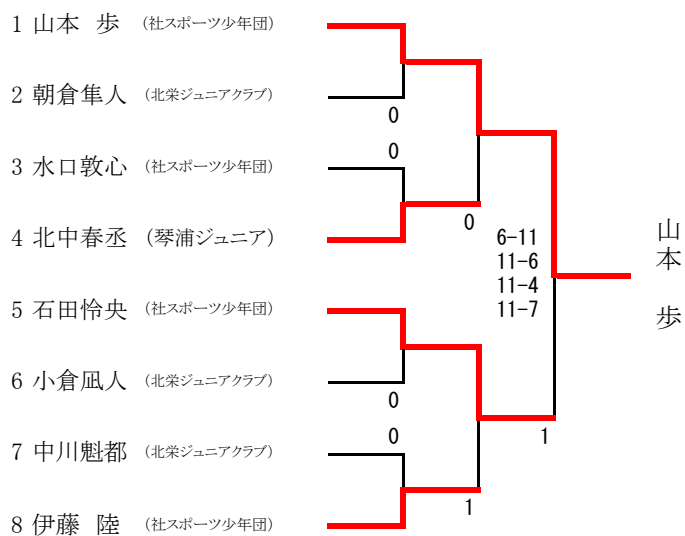 1 山本 歩 (社スポーツ少年団)
2 朝倉隼人 (北栄ジュニアクラブ)
0
0
3 水口敦心 (社スポーツ少年団)
4 北中春丞 (琴浦ジュニア)
0
6-11
11-6
11-4
11-7
山本 歩
5 石田怜央 (社スポーツ少年団)
6 小倉凪人 (北栄ジュニアクラブ)
0
0
7 中川魁都 (北栄ジュニアクラブ)
1
1
8 伊藤 陸 (社スポーツ少年団)